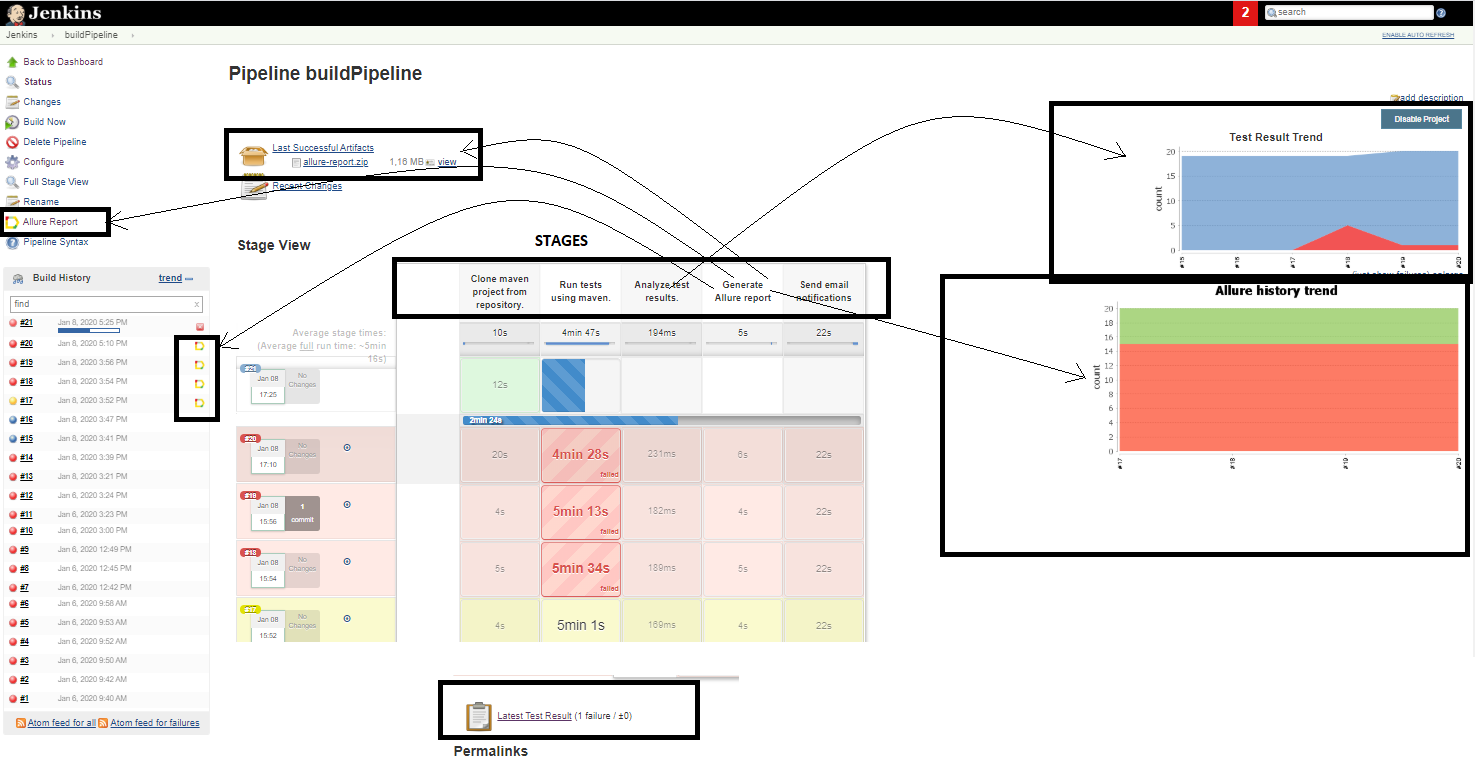 Jenkins
2
search
Jenkins
buildPipeline
ENABLE AUTO REFRESH
Back to Dashboard
Status
Changes
Build Now
Delete Pipeline
Configure
Full Stage View
Rename
Allure Report
Pipeline Syntax
Build History
trend
find
x
#21 Jan 8, 2020 5:25 PM
#20 Jan 8, 2020 5:10 PM
#19 Jan 8, 2020 3:56 PM
#18 Jan 8, 2020 3:54 PM
#17 Jan 8, 2020 3:52 PM
#16 Jan 8, 2020 3:47 PM
#15 Jan 8, 2020 3:41 PM
#14 Jan 8, 2020 3:39 PM
#13 Jan 8, 2020 3:21 PM
#12 Jan 6, 2020 3:24 PM
#11 Jan 6, 2020 3:23 PM
#10 Jan 6, 2020 3:00 PM
#9 Jan 6, 2020 12:49 PM
#8 Jan 6, 2020 12:45 PM
#7 Jan 6, 2020 12:42 PM
#6 Jan 6, 2020 9:58 AM
#5 Jan 6, 2020 9:53 AM
#4 Jan 6, 2020 9:52 AM
#3 Jan 6, 2020 9:50 AM
#2 Jan 6, 2020 9:42 AM
#1 Jan 6, 2020 9:40 AM
Atom feed for all Atom feed for failures
Pipeline buildPipeline
Last Successful Artifacts
allure-report.zip 1,16 MB view
Recent Changes
Stage View
STAGES
Clone maven
project from
repository.
Run tests
using maven.
Analyze test
results.
Generate
Allure report
Send email
notifications
Average stage times:
(Average full run time: ~5min
16s)
10s 4min 47s 194ms 5s 22s
#21
Jan 08
17:25
No
Changes
12s
2min 24s
#20
Jan 08
17:10
No
Changes
20s
4min 28s
failed
231ms
6s
22s
#19
Jan 08
15:56
1
commit
4s
5min 13s
failed
182ms
4s
22s
#18
Jan 08
15:54
No
Changes
5s
5min 34s
failed
189ms
5s
22s
#17
Jan 08
15:52
No
Changes
4s
5min 1s
169ms
4s
22s
Latest Test Result (1 failure / ±0)
Permalinks
add description
Disable Project
Test Result Trend
count
20
15
10
5
0
#15
#16
#17
#18
#19
#20
(just show failures) enlarge
Allure history trend
count
20
18
16
14
12
10
8
6
4
2
0
#17
#18
#19
#20